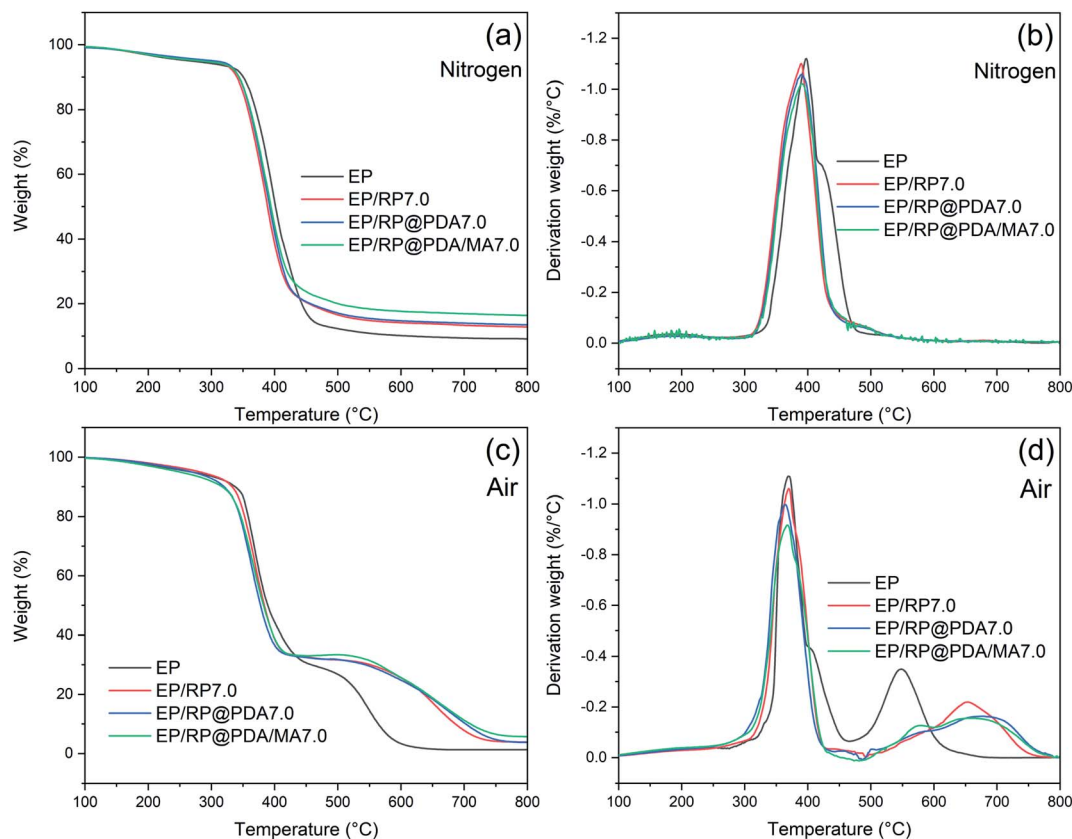 (a)
Nitrogen
Weight (%)
100
80
60
40
20
0
EP
EP/RP7.0
EP/RP@PDA7.0
EP/RP@PDA/MA7.0
100 200 300 400 500 600 700 800
Temperature (°C)
(b)
Nitrogen
Derivation weight (%/°C)
-1.2
-1.0
-0.8
-0.6
-0.4
-0.2
0.0
EP
EP/RP7.0
EP/RP@PDA7.0
EP/RP@PDA/MA7.0
100 200 300 400 500 600 700 800
Temperature (°C)
(c)
Air
Weight (%)
100
80
60
40
20
0
EP
EP/RP7.0
EP/RP@PDA7.0
EP/RP@PDA/MA7.0
100 200 300 400 500 600 700 800
Temperature (°C)
(d)
Air
Derivation weight (%/°C)
-1.2
-1.0
-0.8
-0.6
-0.4
-0.2
0.0
EP
EP/RP7.0
EP/RP@PDA7.0
EP/RP@PDA/MA7.0
100 200 300 400 500 600 700 800
Temperature (°C)